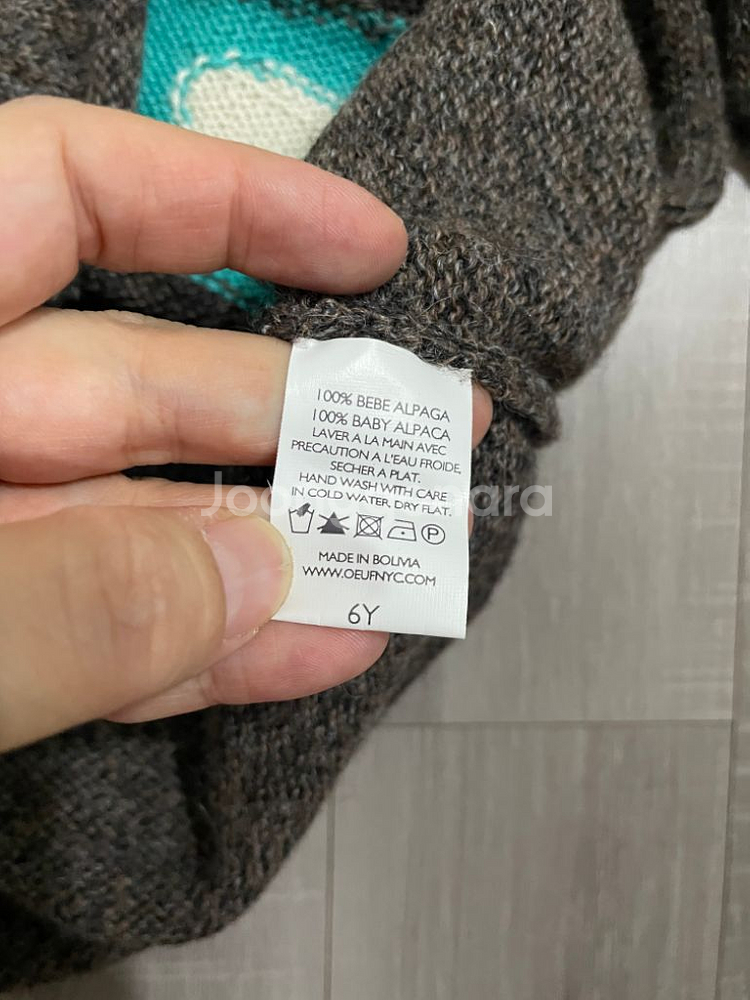 100% BEBE ALPAGA
100% BABY ALPACA
LAVER A LA MAIN AVEC
PRECAUTION A L'EAU FROIDE,
SECHER A PLAT.
HAND WASH WITH CARE
IN COLD WATER, DRY FLAT.
P
MADE IN BOLIVIA
WWW.OEUFNYC.COM
6Y